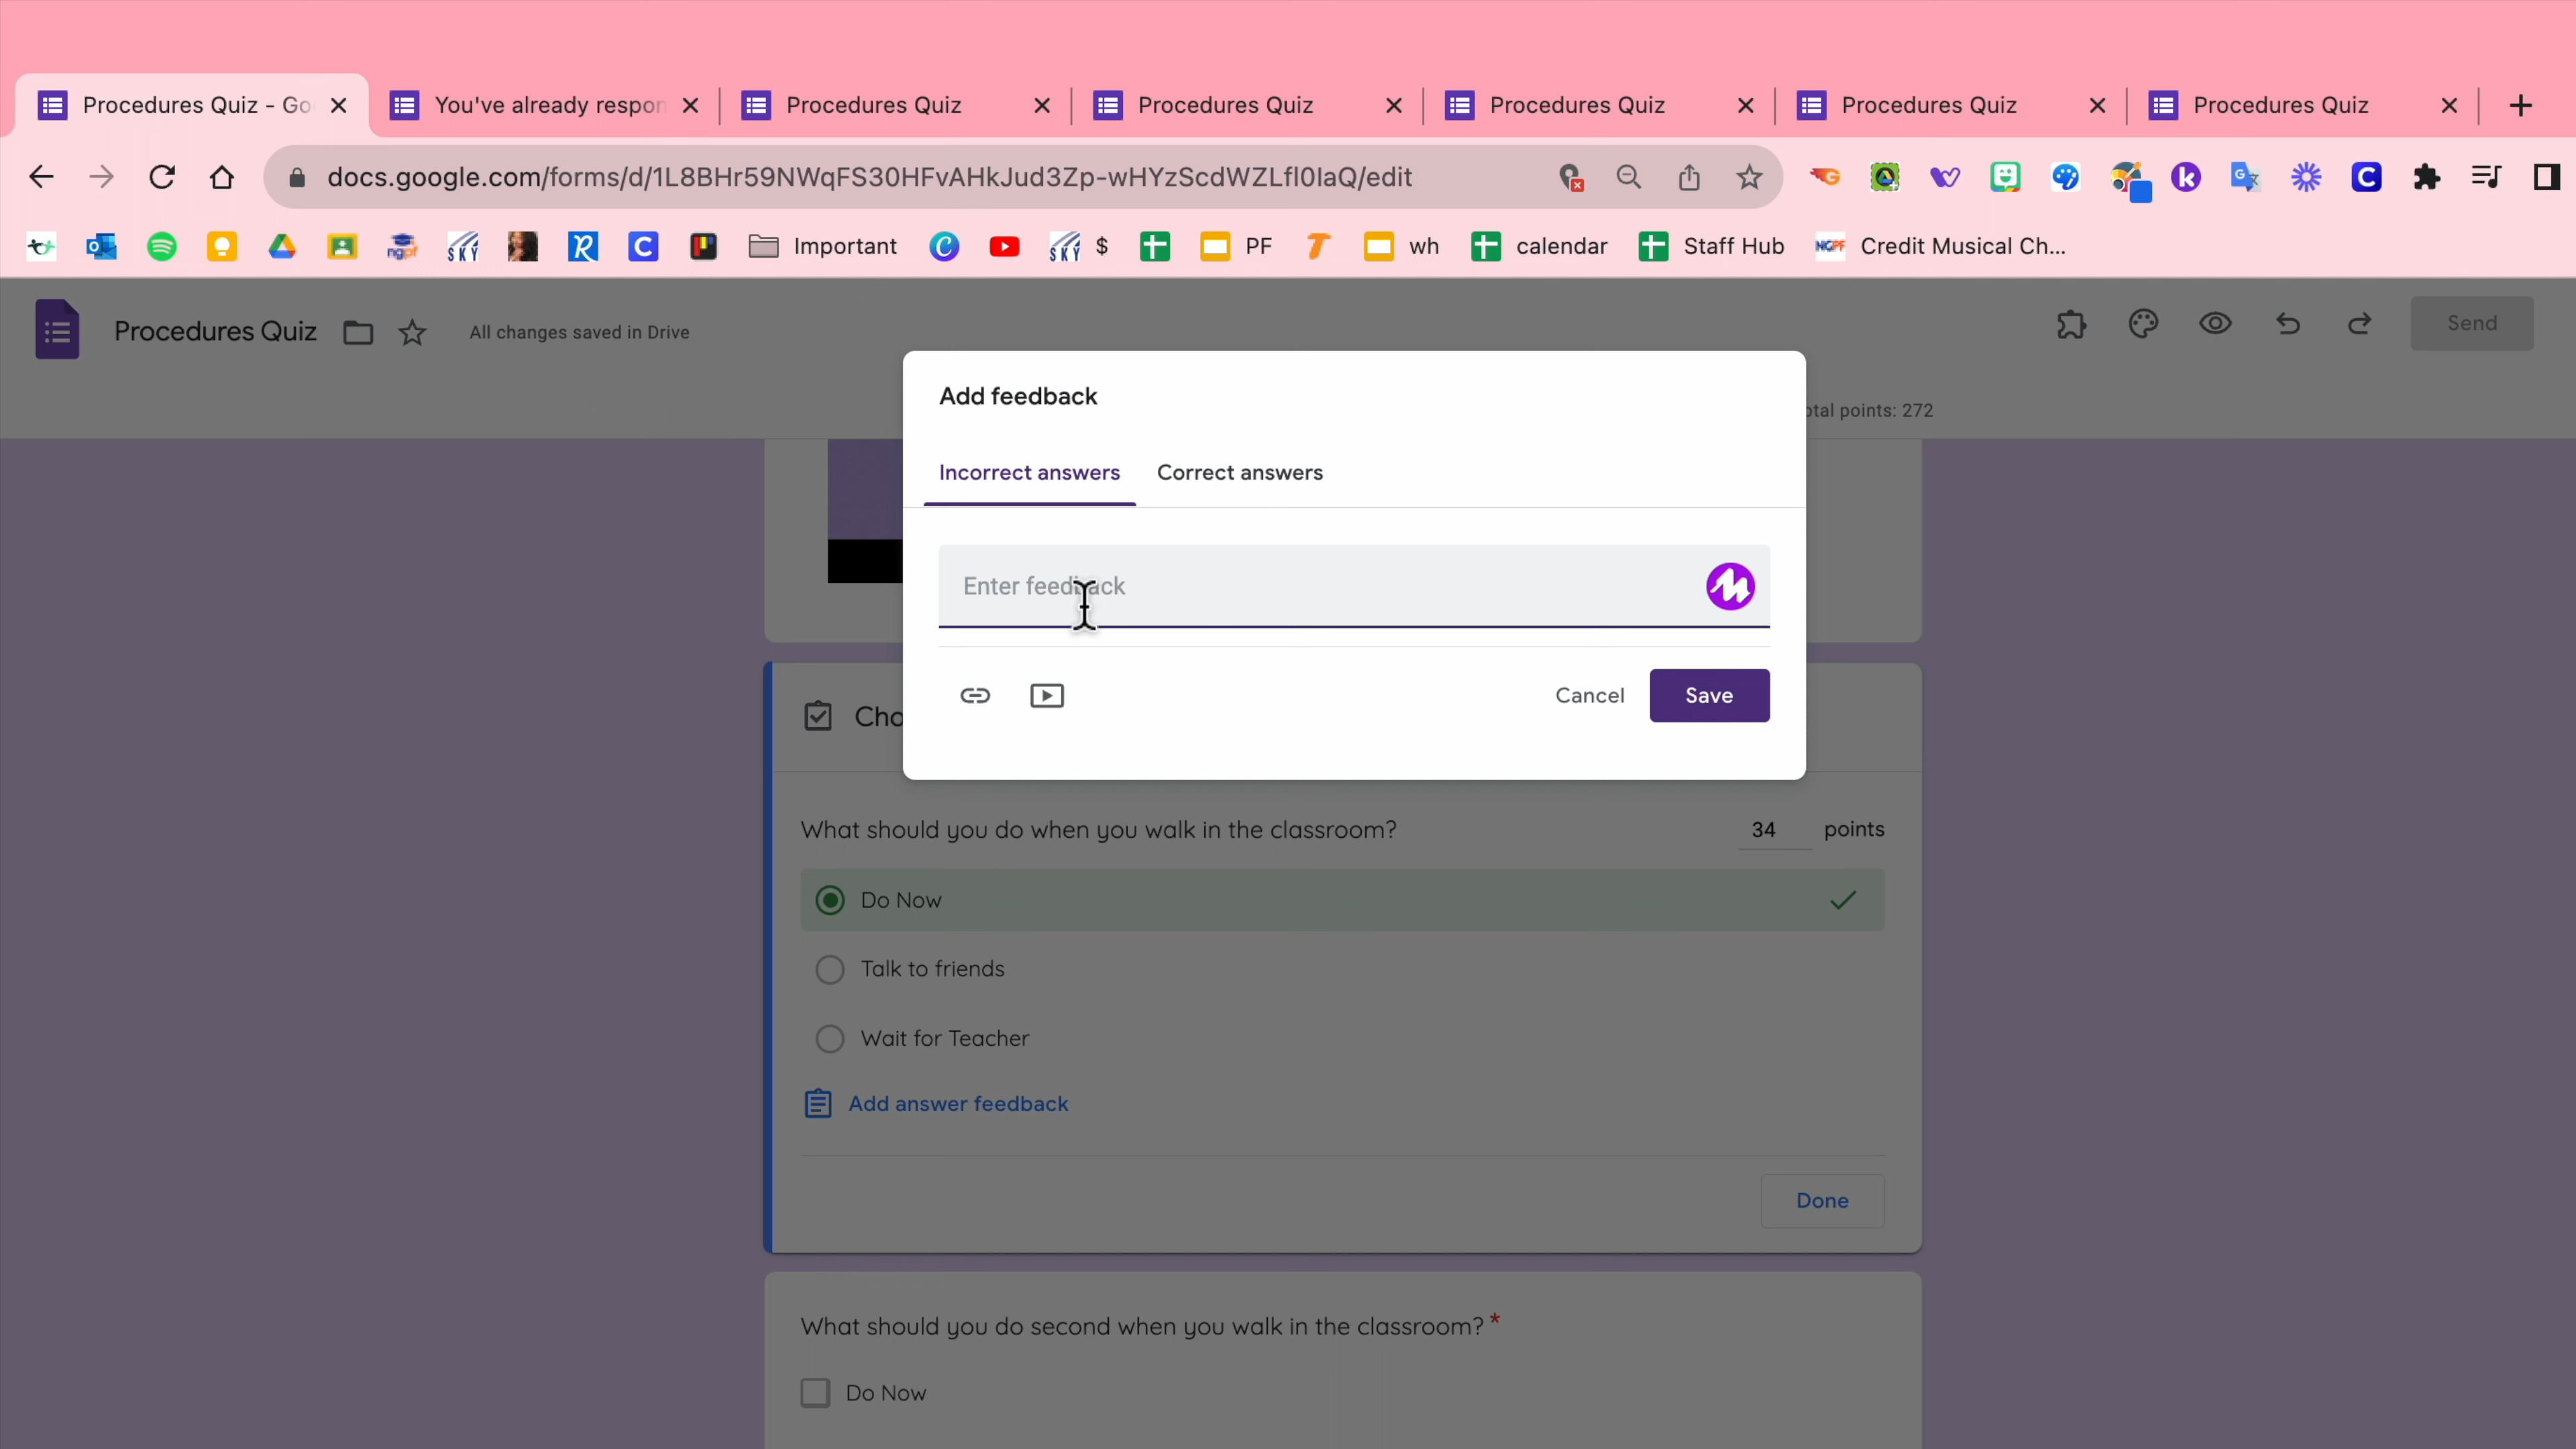 Procedures Quiz - Go
You've already respon
Procedures Quiz
Procedures Quiz
Procedures Quiz
Procedures Quiz
Procedures Quiz
docs.google.com/forms/d/1L8BHr59NWqFS30HFvAHkJud3Zp-wHYzScdWZLfl0IaQ/edit
Important
$
PF
wh
calendar
Staff Hub
NGPF
Credit Musical Ch...
Procedures Quiz
All changes saved in Drive
Send
Add feedback
otal points: 272
Incorrect answers
Correct answers
Enter feedback
Cancel
Save
Cho
What should you do when you walk in the classroom?
34 points
Do Now
Talk to friends
Wait for Teacher
Add answer feedback
Done
What should you do second when you walk in the classroom? *
Do Now